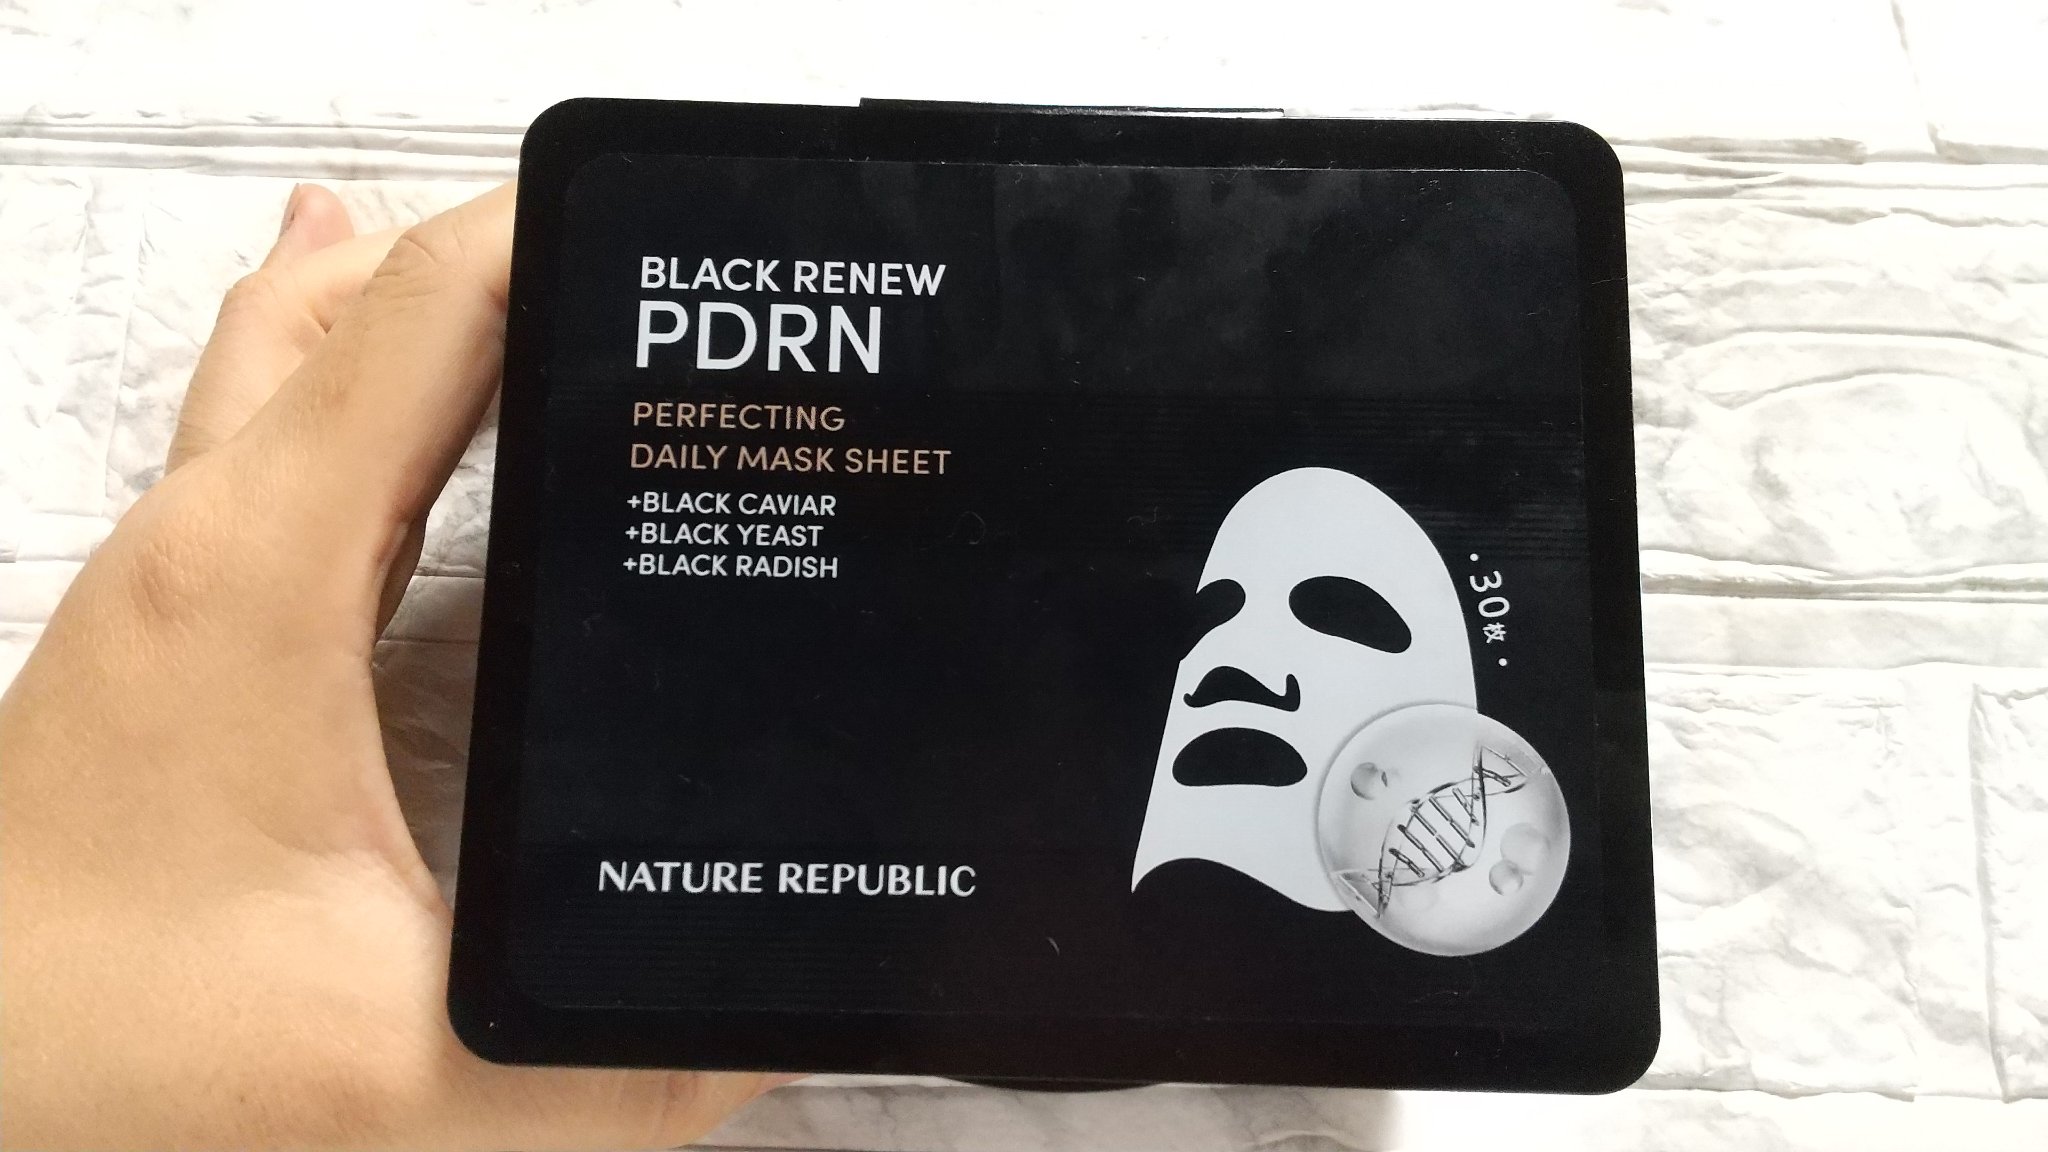 BLACK RENEW
PDRN
PERFECTING
DAILY MASK SHEET
+BLACK CAVIAR
+BLACK YEAST
+BLACK RADISH
・30枚・
NATURE REPUBLIC